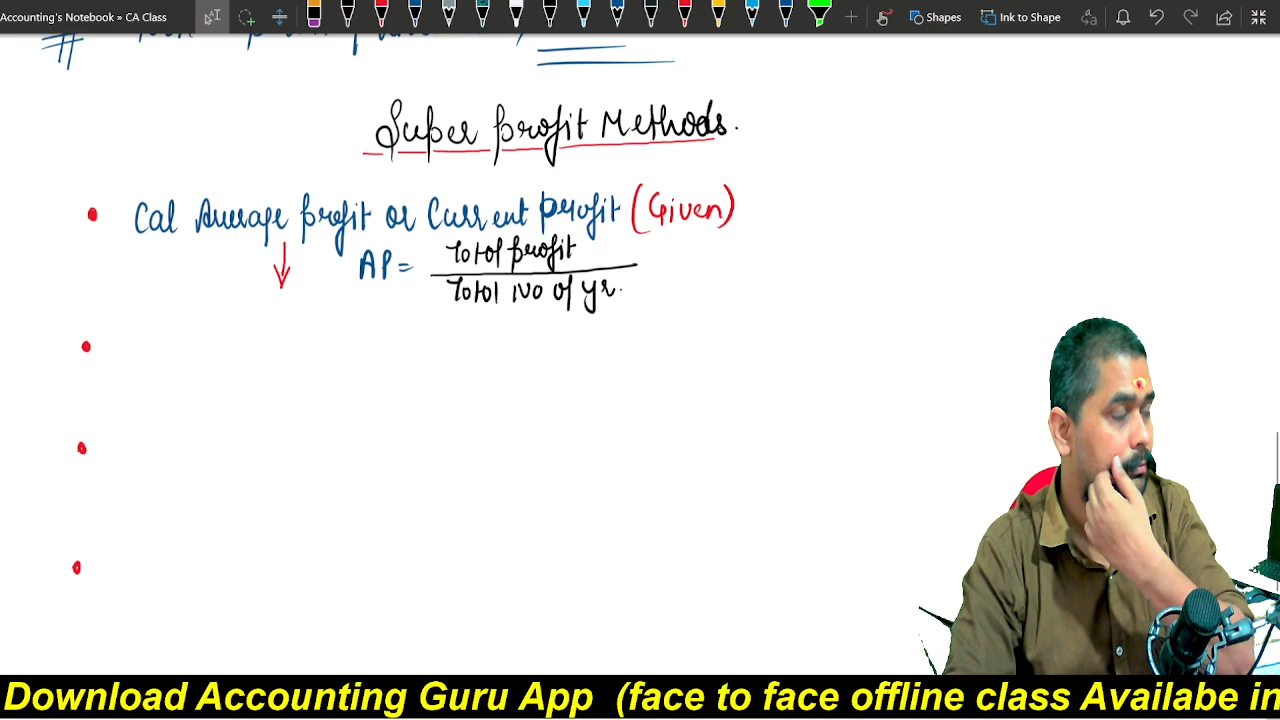 Accounting's Notebook » CA Class
Shapes
Ink to Shape
Super profit Methods.
• Cal Average profit or Current profit (Given)
AP = Total profit
Total No of yr.
Download Accounting Guru App (face to face offline class Availabe in